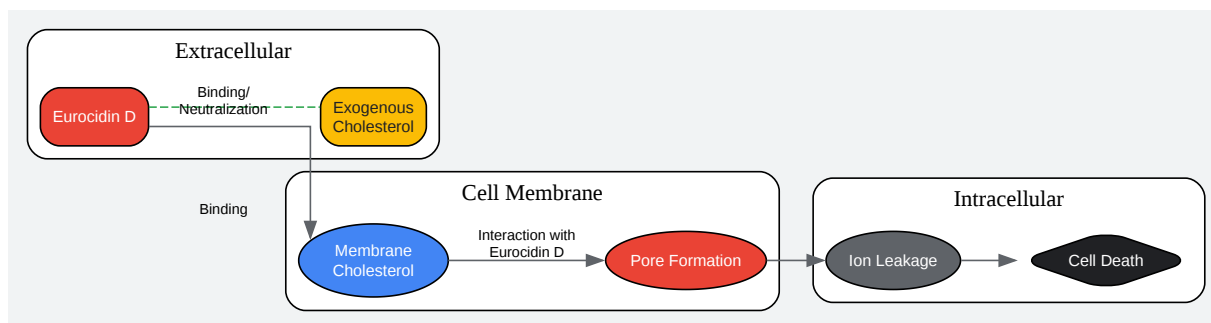 Extracellular
Binding/
Neutralization
Eurocidin D
Exogenous
Cholesterol
Binding
Cell Membrane
Membrane
Cholesterol
Interaction with
Eurocidin D
Pore Formation
Intracellular
Ion Leakage
Cell Death